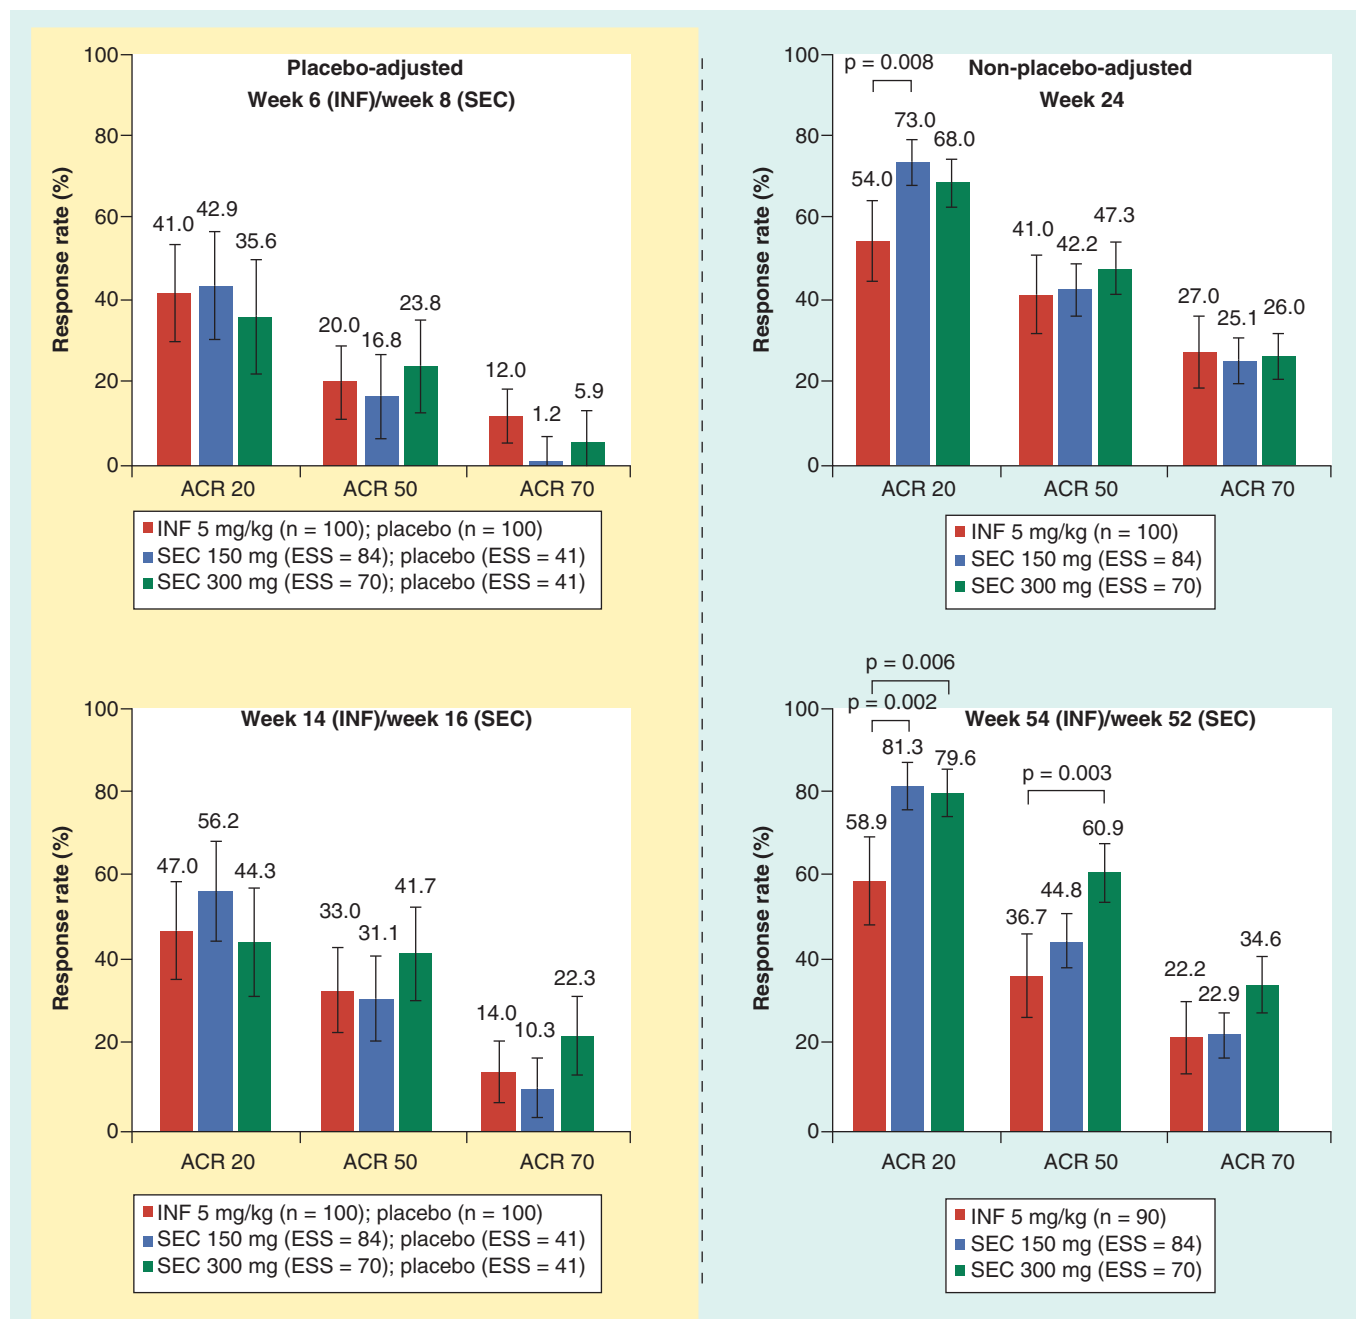 Placebo-adjusted
Week 6 (INF)/week 8 (SEC)
Response rate (%)
100
80
60
40
20
0
41.0
42.9
35.6
20.0
16.8
23.8
12.0
1.2
5.9
ACR 20
ACR 50
ACR 70
INF 5 mg/kg (n = 100); placebo (n = 100)
SEC 150 mg (ESS = 84); placebo (ESS = 41)
SEC 300 mg (ESS = 70); placebo (ESS = 41)
Non-placebo-adjusted
Week 24
Response rate (%)
100
80
60
40
20
0
p = 0.008
54.0
73.0
68.0
41.0
42.2
47.3
27.0
25.1
26.0
ACR 20
ACR 50
ACR 70
INF 5 mg/kg (n = 100)
SEC 150 mg (ESS = 84)
SEC 300 mg (ESS = 70)
Week 14 (INF)/week 16 (SEC)
Response rate (%)
100
80
60
40
20
0
47.0
56.2
44.3
33.0
31.1
41.7
14.0
10.3
22.3
ACR 20
ACR 50
ACR 70
INF 5 mg/kg (n = 100); placebo (n = 100)
SEC 150 mg (ESS = 84); placebo (ESS = 41)
SEC 300 mg (ESS = 70); placebo (ESS = 41)
p = 0.006
p = 0.002
Week 54 (INF)/week 52 (SEC)
Response rate (%)
100
80
60
40
20
0
58.9
81.3
79.6
p = 0.003
36.7
44.8
60.9
22.2
22.9
34.6
ACR 20
ACR 50
ACR 70
INF 5 mg/kg (n = 90)
SEC 150 mg (ESS = 84)
SEC 300 mg (ESS = 70)